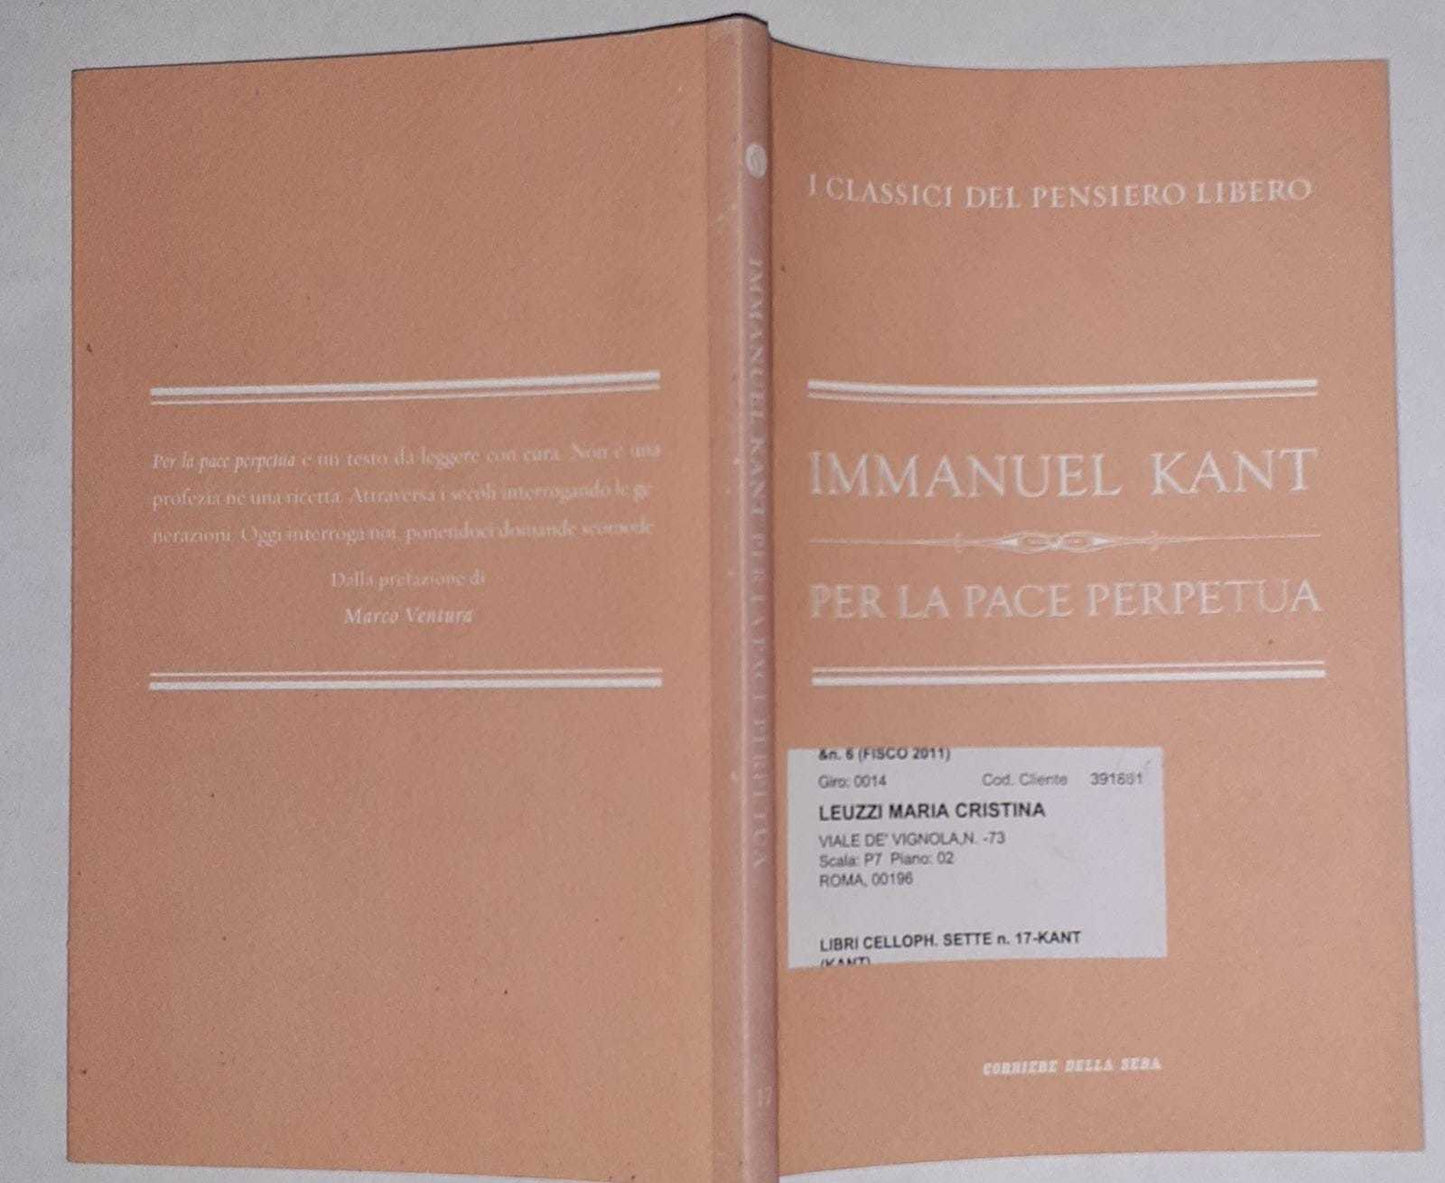 Per la pace perpetua è un testo da leggere con cura. Non è una
profezia né una ricetta. Attraversa i secoli interrogando le ge-
nerazioni. Oggi interroga noi, ponendoci domande scomode.
Dalla prefazione di
Marco Ventura
IMMANUEL KANT PER LA PACE PERPETUA
17
I CLASSICI DEL PENSIERO LIBERO
IMMANUEL KANT
PER LA PACE PERPETUA
&n. 6 (FISCO 2011)
Giro: 0014 Cod. Cliente 391661
LEUZZI MARIA CRISTINA
VIALE DE' VIGNOLA,N. -73
Scala: P7 Piano: 02
ROMA, 00196
LIBRI CELLOPH. SETTE n. 17-KANT
(KANT)
CORRIERE DELLA SERA